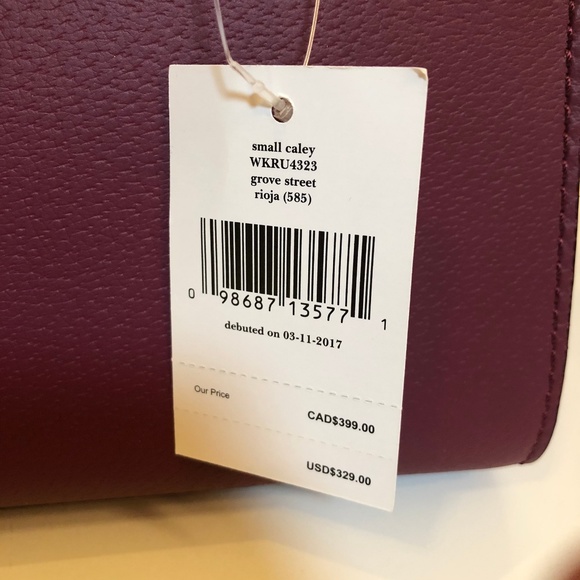 small caley
WKRU4323
grove street
rioja (585)
0 98687 13577 1
debuted on 03-11-2017
Our Price
CAD$399.00
USD$329.00